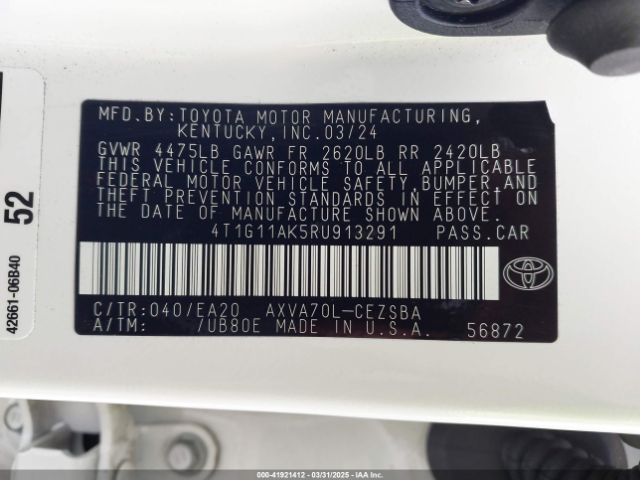 MFD.BY:TOYOTA MOTOR MANUFACTURING,
KENTUCKY,INC.03/24
GVWR 4475LB GAWR FR 2620LB RR 2420LB
THIS VEHICLE CONFORMS TO ALL APPLICABLE
FEDERAL MOTOR VEHICLE SAFETY,BUMPER,AND
THEFT PREVENTION STANDARDS IN EFFECT ON
THE DATE OF MANUFACTURE SHOWN ABOVE.
4T1G11AK5RU913291 PASS.CAR
C/TR:040/EA20 AXVA70L-CEZSBA
A/TM: /UB80E MADE IN U.S.A. 56872
52
42661-06B40
000-41921412 - 03/31/2025 - IAAI.CA